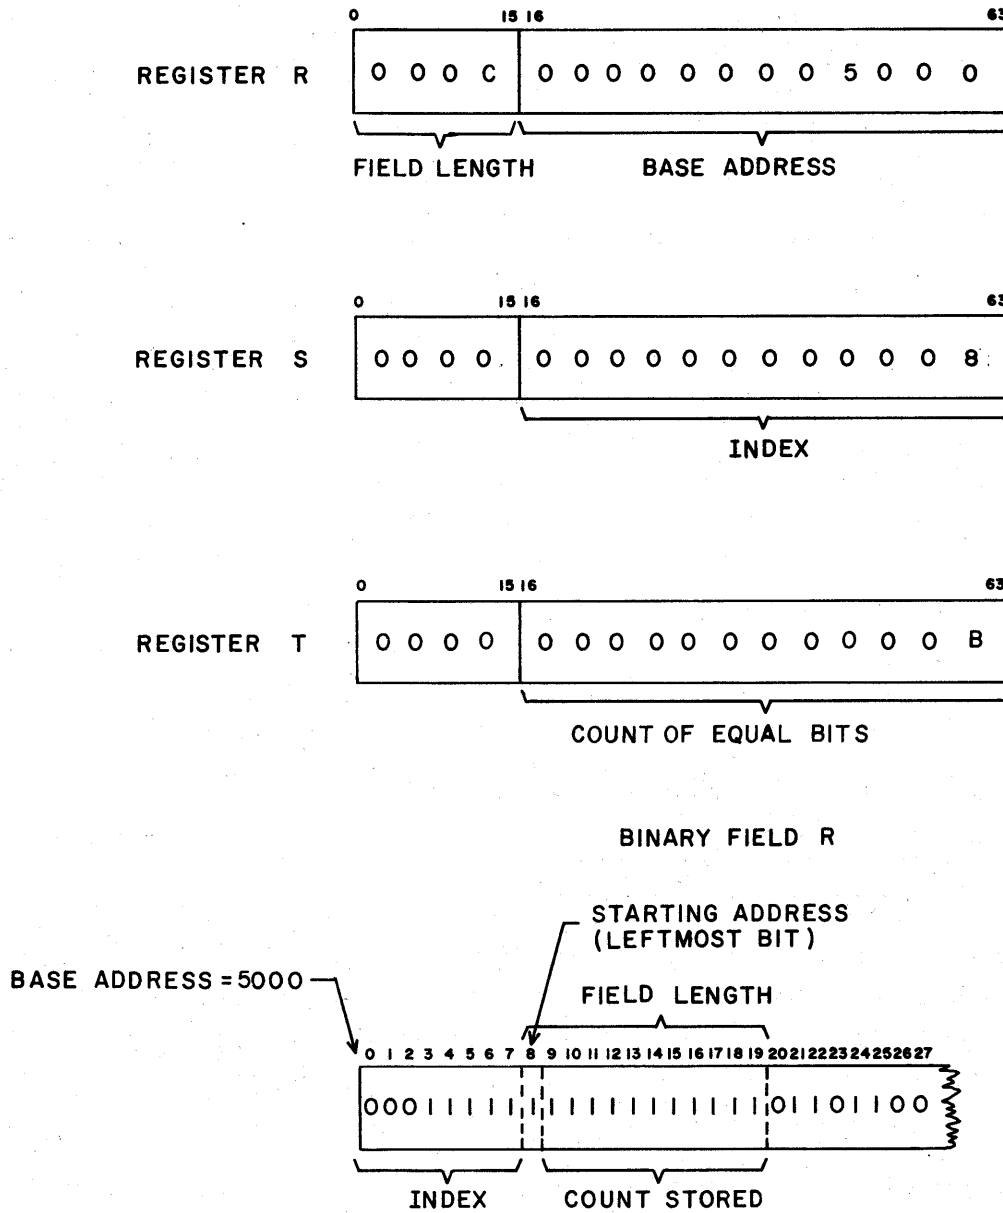 0 15 16 63
REGISTER R 0 0 0 C 0 0 0 0 0 0 0 0 5 0 0 0
FIELD LENGTH BASE ADDRESS
0 15 16 63
REGISTER S 0 0 0 0 0 0 0 0 0 0 0 0 0 0 0 8
INDEX
0 15 16 63
REGISTER T 0 0 0 0 0 0 0 0 0 0 0 0 0 0 0 B
COUNT OF EQUAL BITS
BINARY FIELD R
STARTING ADDRESS
(LEFTMOST BIT)
BASE ADDRESS = 5000
FIELD LENGTH
0 1 2 3 4 5 6 7 8 9 10 11 12 13 14 15 16 17 18 19 20 21 22 23 24 25 26 27
0 0 0 1 1 1 1 1 1 1 1 1 1 1 1 1 1 1 1 1 0 1 1 0 1 1 0 0
INDEX COUNT STORED